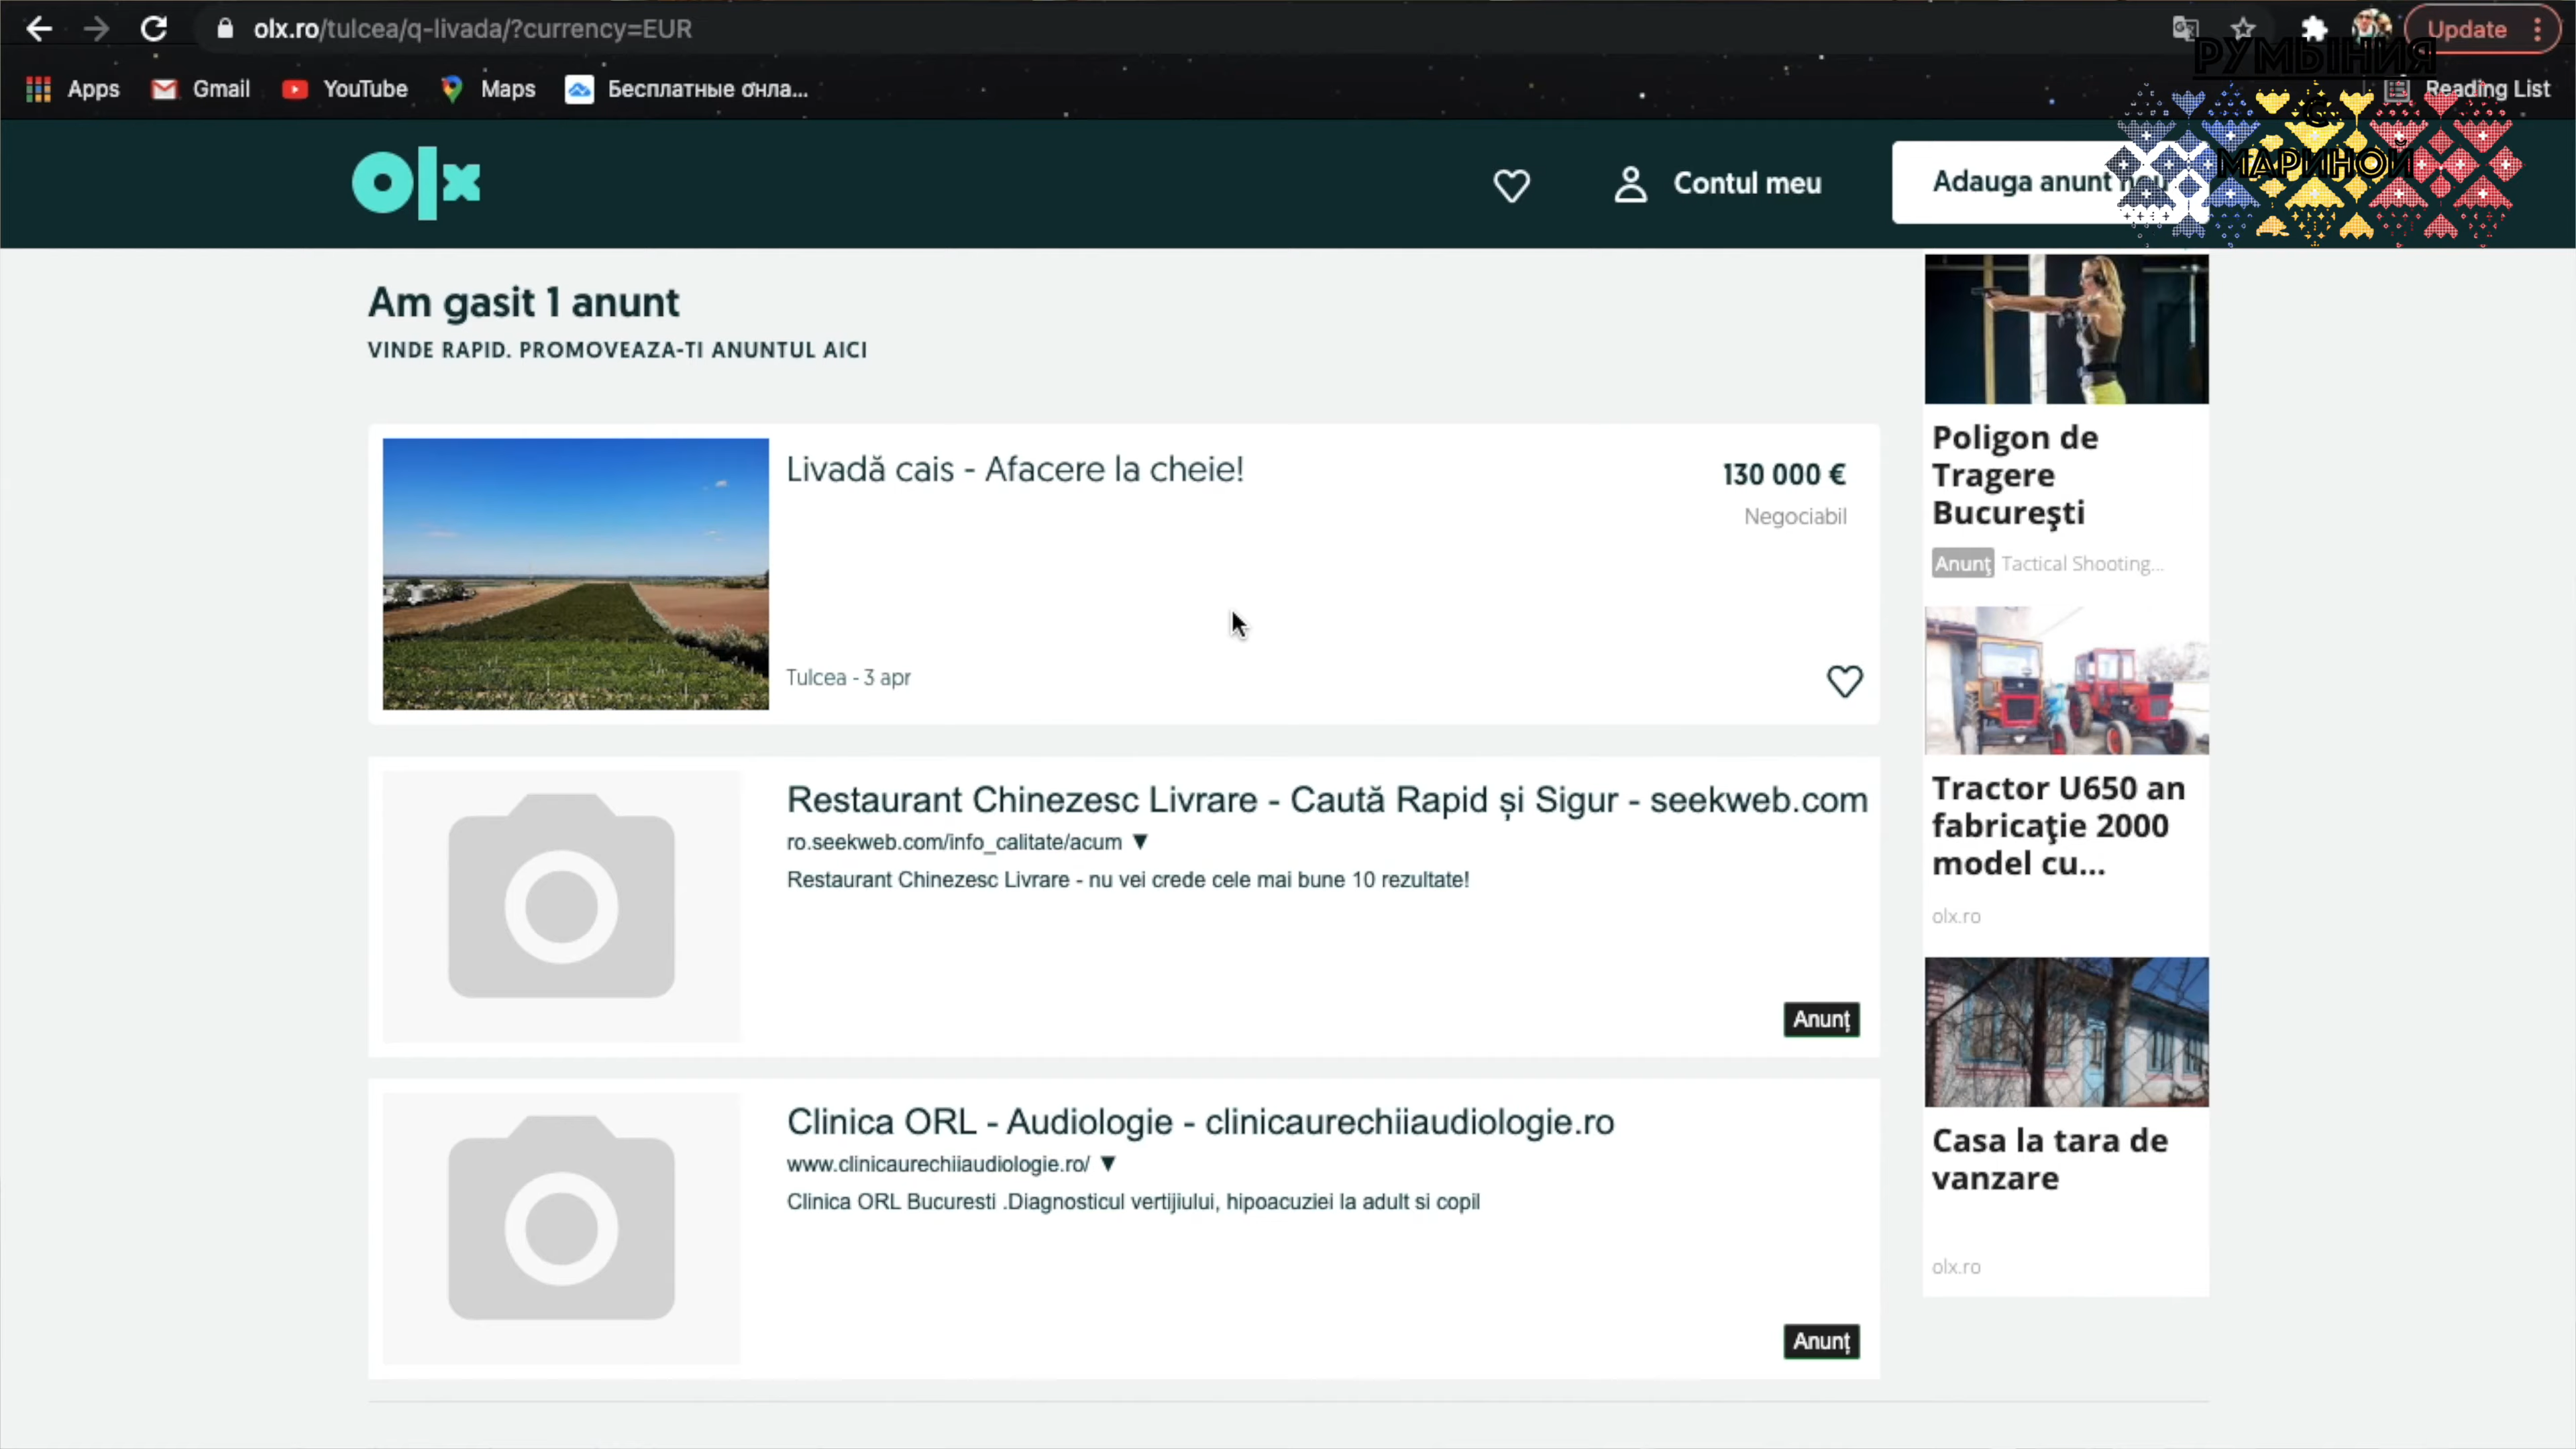 olx.ro/tulcea/q-livada/?currency=EUR
Update
РУМЫНИЯ
С
МАРИНОЙ
Apps
Gmail
YouTube
Maps
Бесплатные онла...
Reading List
olx
Contul meu
Adauga anunt nou
Am gasit 1 anunt
VINDE RAPID. PROMOVEAZA-TI ANUNTUL AICI
Livadă cais - Afacere la cheie!
130 000 €
Negociabil
Tulcea - 3 apr
Restaurant Chinezesc Livrare - Caută Rapid și Sigur - seekweb.com
ro.seekweb.com/info_calitate/acum ▼
Restaurant Chinezesc Livrare - nu vei crede cele mai bune 10 rezultate!
Anunț
Clinica ORL - Audiologie - clinicaurechiiaudiologie.ro
www.clinicaurechiiaudiologie.ro/ ▼
Clinica ORL Bucuresti .Diagnosticul vertijiului, hipoacuziei la adult si copil
Anunț
Poligon de
Tragere
Bucureşti
Anunţ Tactical Shooting...
Tractor U650 an
fabricaţie 2000
model cu...
olx.ro
Casa la tara de
vanzare
olx.ro